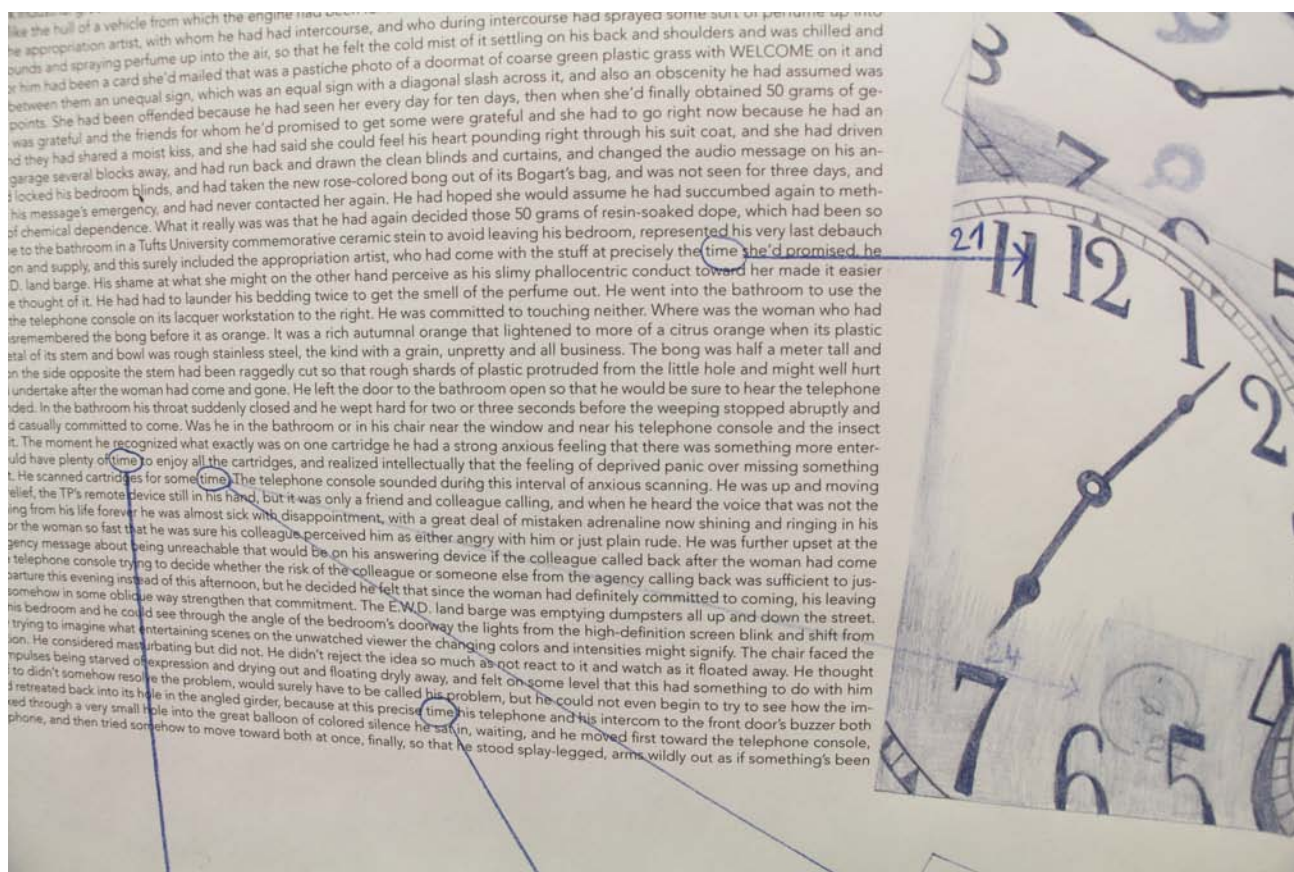 ike the hull of a vehicle from which the engine had been
he appropriation artist, with whom he had had intercourse, and who during intercourse had sprayed some sort of perfume up into
ounds and spraying perfume up into the air, so that he felt the cold mist of it settling on his back and shoulders and was chilled and
r him had been a card she'd mailed that was a pastiche photo of a doormat of coarse green plastic grass with WELCOME on it and
between them an unequal sign, which was an equal sign with a diagonal slash across it, and also an obscenity he had assumed was
points. She had been offended because he had seen her every day for ten days, then when she'd finally obtained 50 grams of ge-
was grateful and the friends for whom he'd promised to get some were grateful and she had to go right now because he had an
nd they had shared a moist kiss, and she had said she could feel his heart pounding right through his suit coat, and she had driven
garage several blocks away, and had run back and drawn the clean blinds and curtains, and changed the audio message on his an-
locked his bedroom blinds, and had taken the new rose-colored bong out of its Bogart's bag, and was not seen for three days, and
his message's emergency, and had never contacted her again. He had hoped she would assume he had succumbed again to meth-
of chemical dependence. What it really was was that he had again decided those 50 grams of resin-soaked dope, which had been so
e to the bathroom in a Tufts University commemorative ceramic stein to avoid leaving his bedroom, represented his very last debauch
on and supply, and this surely included the appropriation artist, who had come with the stuff at precisely the time she'd promised, he
D. land barge. His shame at what she might on the other hand perceive as his slimy phallocentric conduct toward her made it easier
e thought of it. He had had to launder his bedding twice to get the smell of the perfume out. He went into the bathroom to use the
the telephone console on its lacquer workstation to the right. He was committed to touching neither. Where was the woman who had
isremembered the bong before it as orange. It was a rich autumnal orange that lightened to more of a citrus orange when its plastic
etal of its stem and bowl was rough stainless steel, the kind with a grain, unpretty and all business. The bong was half a meter tall and
n the side opposite the stem had been raggedly cut so that rough shards of plastic protruded from the little hole and might well hurt
undertake after the woman had come and gone. He left the door to the bathroom open so that he would be sure to hear the telephone
nded. In the bathroom his throat suddenly closed and he wept hard for two or three seconds before the weeping stopped abruptly and
d casually committed to come. Was he in the bathroom or in his chair near the window and near his telephone console and the insect
it. The moment he recognized what exactly was on one cartridge he had a strong anxious feeling that there was something more enter-
uld have plenty of time to enjoy all the cartridges, and realized intellectually that the feeling of deprived panic over missing something
t. He scanned cartridges for some time. The telephone console sounded during this interval of anxious scanning. He was up and moving
relief, the TP's remote device still in his hand, but it was only a friend and colleague calling, and when he heard the voice that was not the
ing from his life forever he was almost sick with disappointment, with a great deal of mistaken adrenaline now shining and ringing in his
or the woman so fast that he was sure his colleague perceived him as either angry with him or just plain rude. He was further upset at the
gency message about being unreachable that would be on his answering device if the colleague called back after the woman had come
telephone console trying to decide whether the risk of the colleague or someone else from the agency calling back was sufficient to jus-
parture this evening instead of this afternoon, but he decided he felt that since the woman had definitely committed to coming, his leaving
somehow in some oblique way strengthen that commitment. The E.W.D. land barge was emptying dumpsters all up and down the street.
his bedroom and he could see through the angle of the bedroom's doorway the lights from the high-definition screen blink and shift from
trying to imagine what entertaining scenes on the unwatched viewer the changing colors and intensities might signify. The chair faced the
ion. He considered masturbating but did not. He didn't reject the idea so much as not react to it and watch as it floated away. He thought
mpulses being starved of expression and drying out and floating dryly away, and felt on some level that this had something to do with him
to didn't somehow resolve the problem, would surely have to be called his problem, but he could not even begin to try to see how the im-
d retreated back into its hole in the angled girder, because at this precise time his telephone and his intercom to the front door's buzzer both
ked through a very small hole into the great balloon of colored silence he sat in, waiting, and he moved first toward the telephone console,
phone, and then tried somehow to move toward both at once, finally, so that he stood splay-legged, arms wildly out as if something's been
21
11 12 1 2
24
7 6 5 4
7